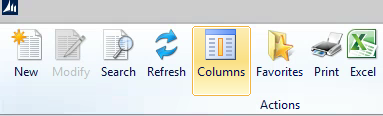 New Modify Search Refresh Columns Favorites Print Excel
Actions